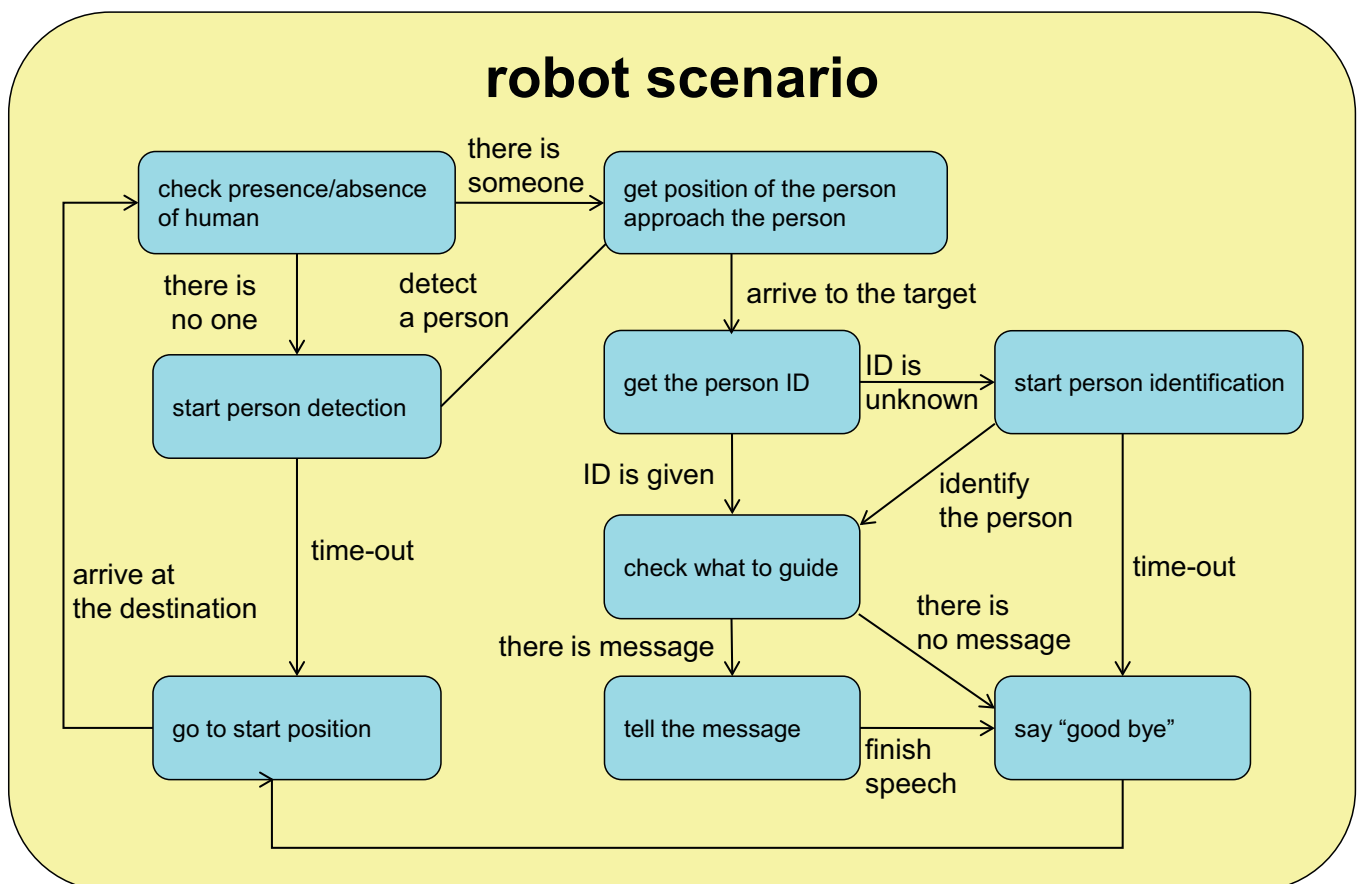 robot scenario
check presence/absence
of human
there is
someone
get position of the person
approach the person
there is
no one
detect
a person
arrive to the target
start person detection
get the person ID
ID is
unknown
start person identification
ID is given
identify
the person
time-out
arrive at
the destination
check what to guide
time-out
there is
no message
there is message
go to start position
tell the message
finish
speech
say “good bye”